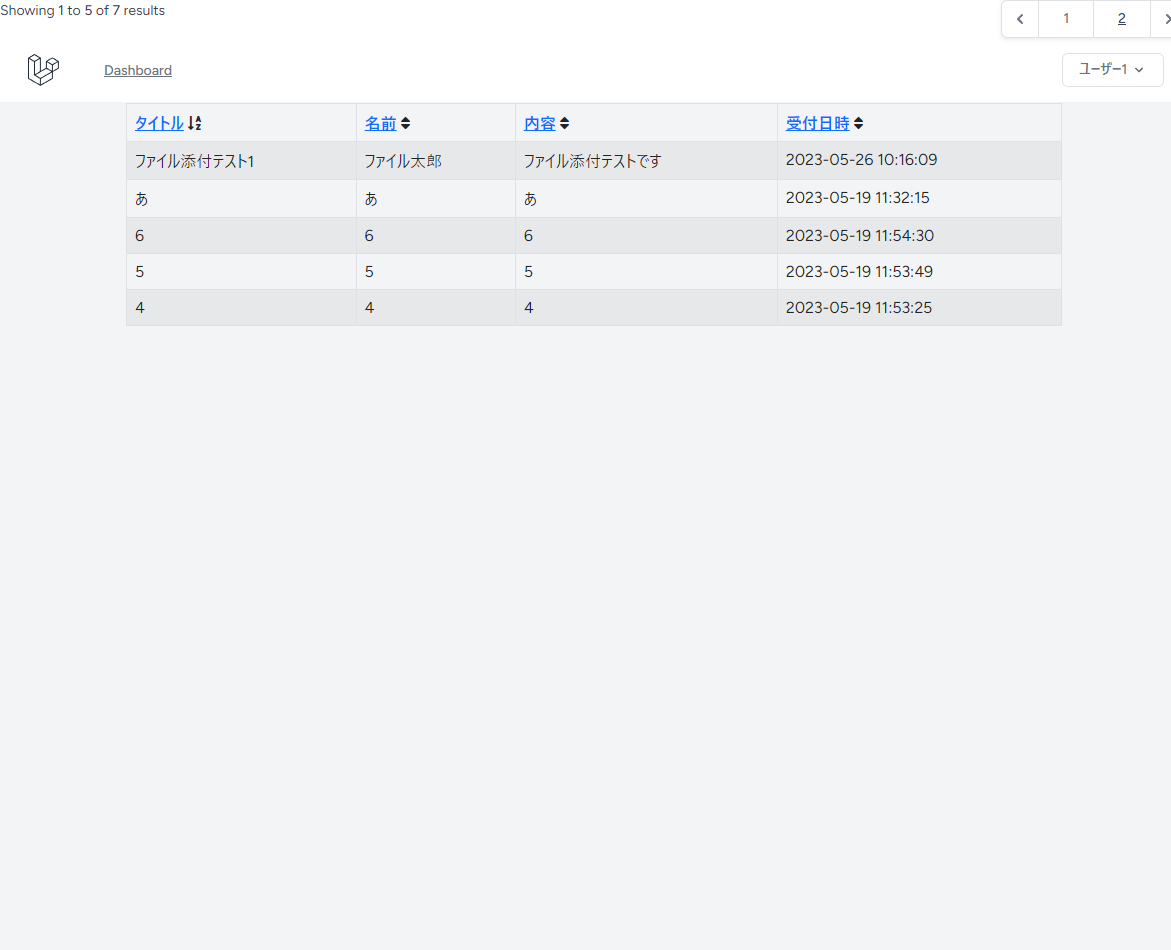 Showing 1 to 5 of 7 results
1 2
Dashboard
ユーザー1
タイトル 名前 内容 受付日時
ファイル添付テスト1 ファイル太郎 ファイル添付テストです 2023-05-26 10:16:09
あ あ あ 2023-05-19 11:32:15
6 6 6 2023-05-19 11:54:30
5 5 5 2023-05-19 11:53:49
4 4 4 2023-05-19 11:53:25